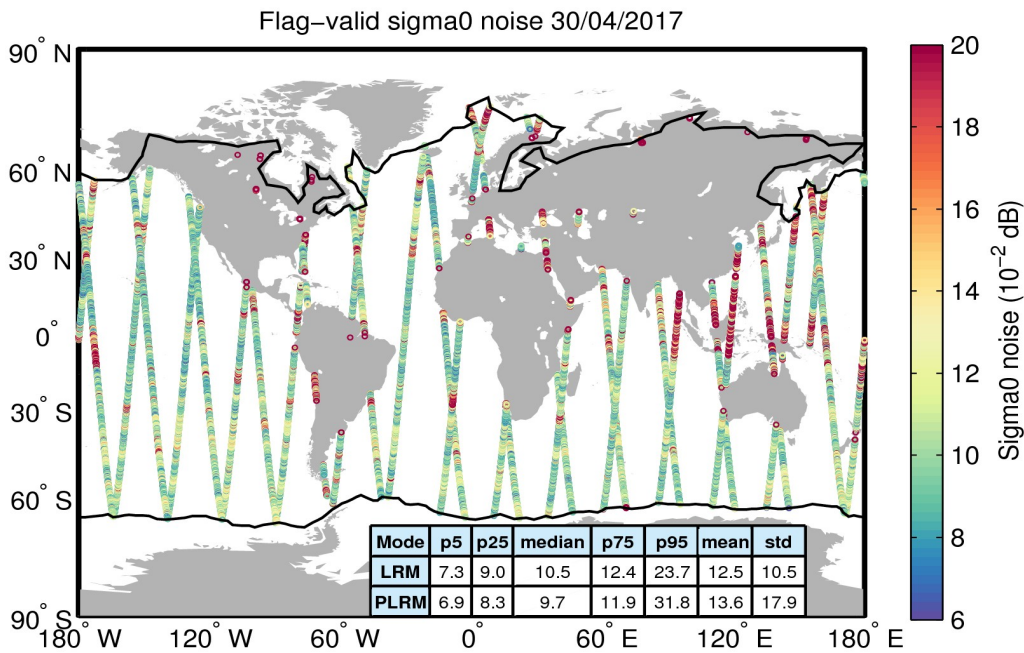 Flag−valid sigma0 noise 30/04/2017
90° N
60° N
30° N
0°
30° S
60° S
90° S
180° W
120° W
60° W
0°
60° E
120° E
180° E
20
18
16
14
12
10
8
6
Sigma0 noise (10⁻² dB)
Mode p5 p25 median p75 p95 mean std
LRM 7.3 9.0 10.5 12.4 23.7 12.5 10.5
PLRM 6.9 8.3 9.7 11.9 31.8 13.6 17.9